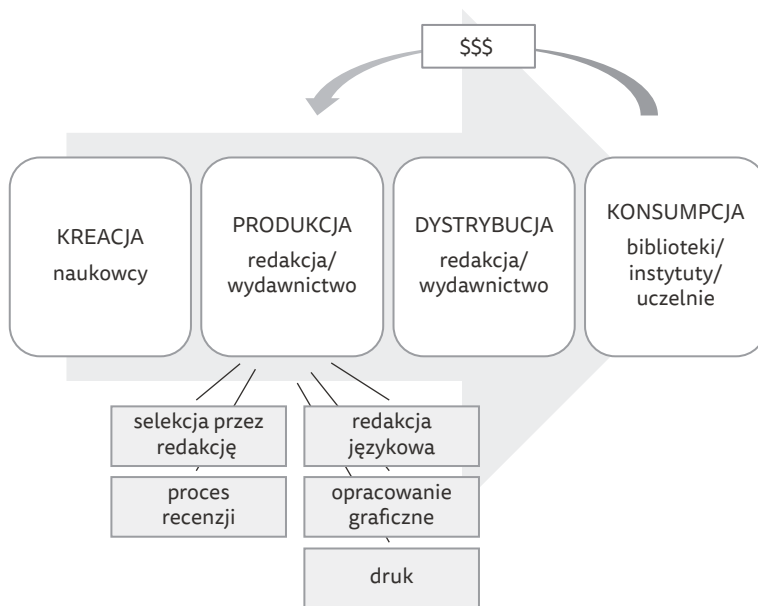 $$$
KREACJA
naukowcy
PRODUKCJA
redakcja/
wydawnictwo
DYSTRYBUCJA
redakcja/
wydawnictwo
KONSUMPCJA
biblioteki/
instytuty/
uczelnie
selekcja przez
redakcję
proces
recenzji
redakcja
językowa
opracowanie
graficzne
druk